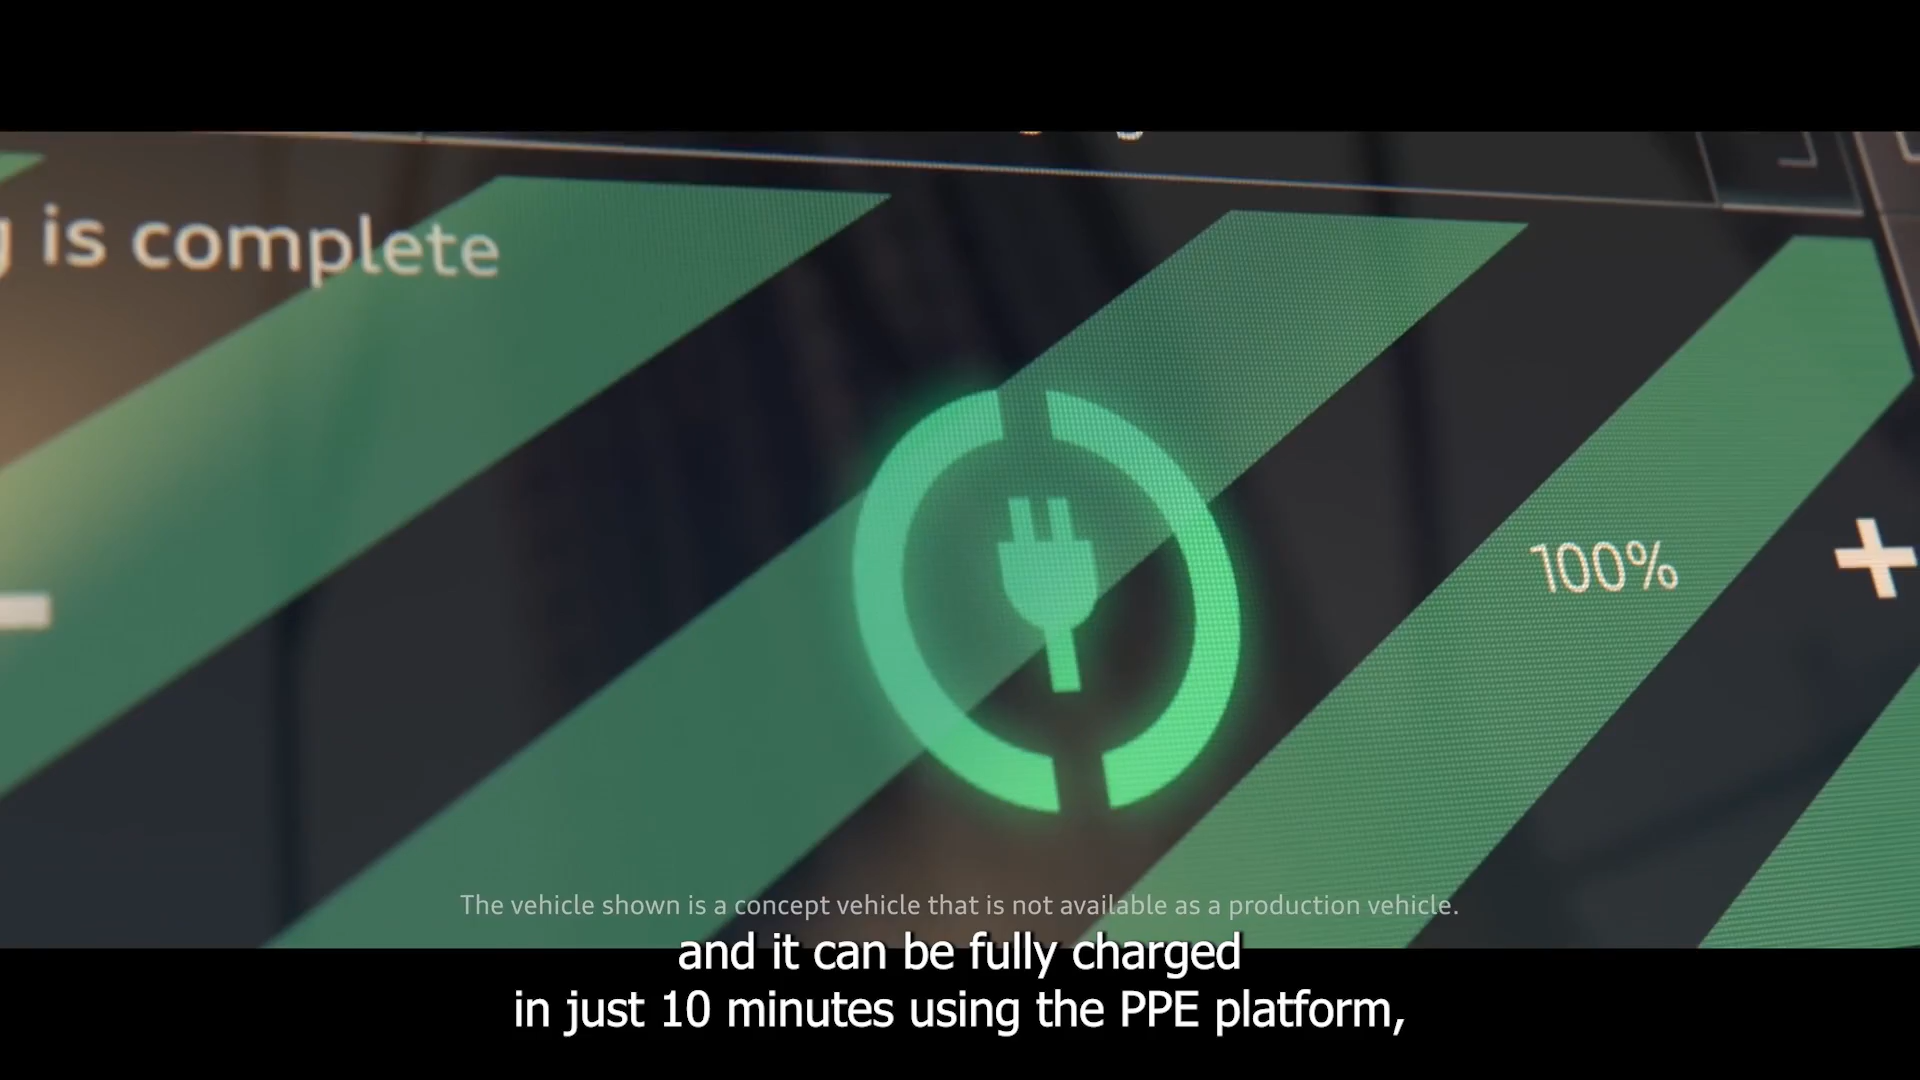 is complete
100%
The vehicle shown is a concept vehicle that is not available as a production vehicle.
and it can be fully charged
in just 10 minutes using the PPE platform,